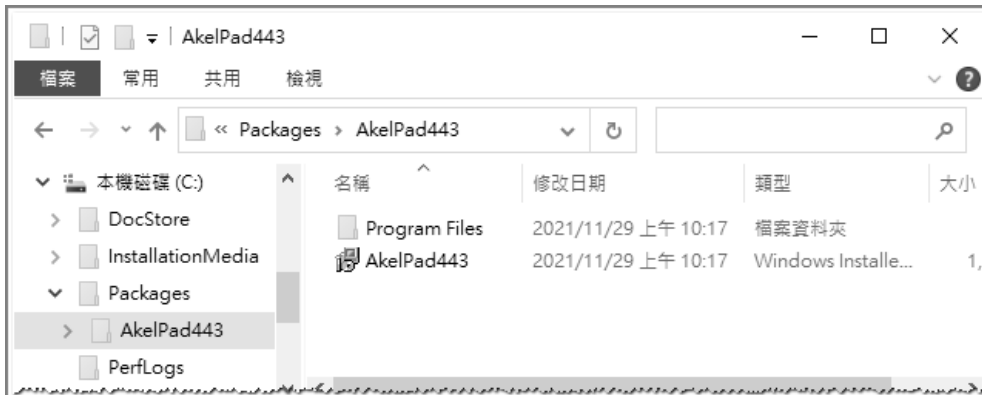 AkelPad443
檔案 常用 共用 檢視
« Packages › AkelPad443
本機磁碟 (C:)
DocStore
InstallationMedia
Packages
AkelPad443
PerfLogs
名稱 修改日期 類型 大小
Program Files 2021/11/29 上午 10:17 檔案資料夾
AkelPad443 2021/11/29 上午 10:17 Windows Installe... 1,